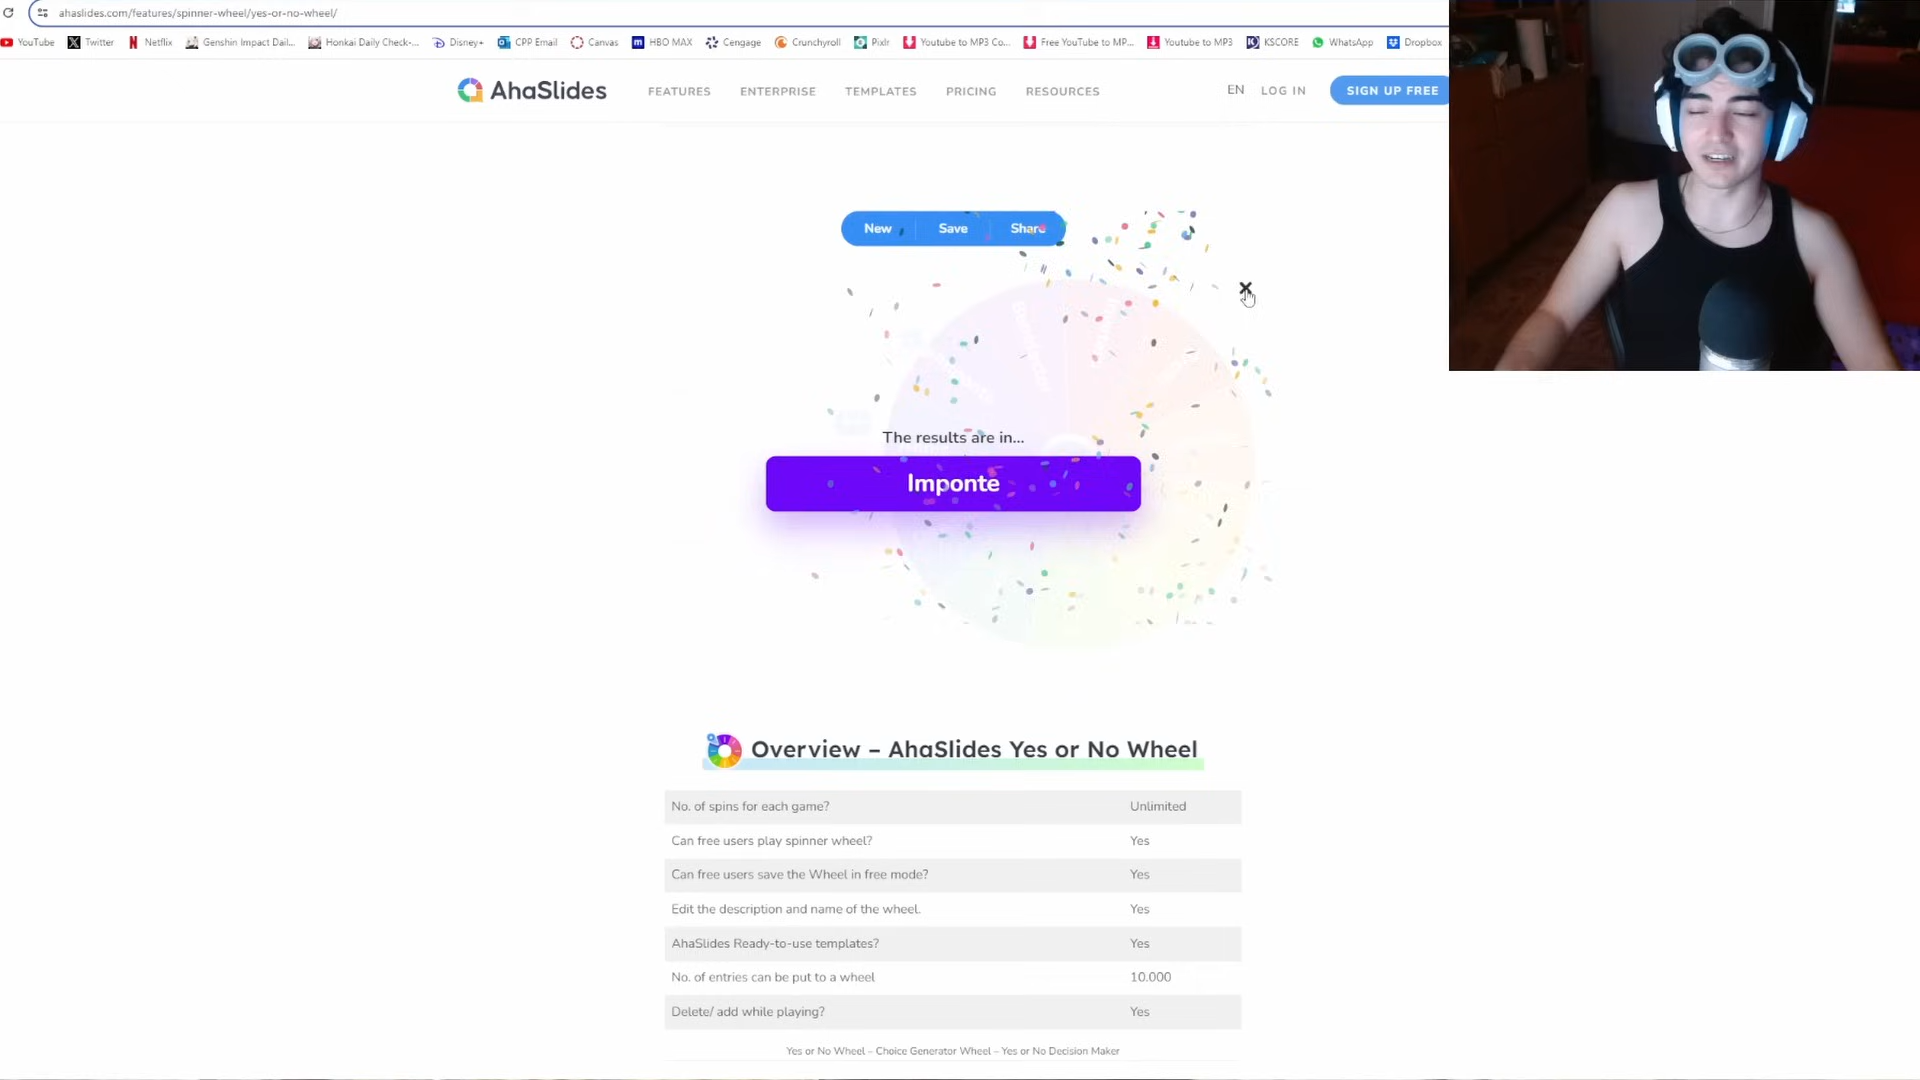 ahaslides.com/features/spinner-wheel/yes-or-no-wheel/
YouTube Twitter Netflix Genshin Impact Dail... Honkai Daily Check-... Disney+ CPP Email Canvas HBO MAX Cengage Crunchyroll Pixlr Youtube to MP3 Co... Free YouTube to MP... Youtube to MP3 KSCORE WhatsApp Dropbox
AhaSlides FEATURES ENTERPRISE TEMPLATES PRICING RESOURCES EN LOG IN SIGN UP FREE
New Save Share
The results are in...
Imponte
Overview – AhaSlides Yes or No Wheel
No. of spins for each game? Unlimited
Can free users play spinner wheel? Yes
Can free users save the Wheel in free mode? Yes
Edit the description and name of the wheel. Yes
AhaSlides Ready-to-use templates? Yes
No. of entries can be put to a wheel 10.000
Delete/ add while playing? Yes
Yes or No Wheel – Choice Generator Wheel – Yes or No Decision Maker